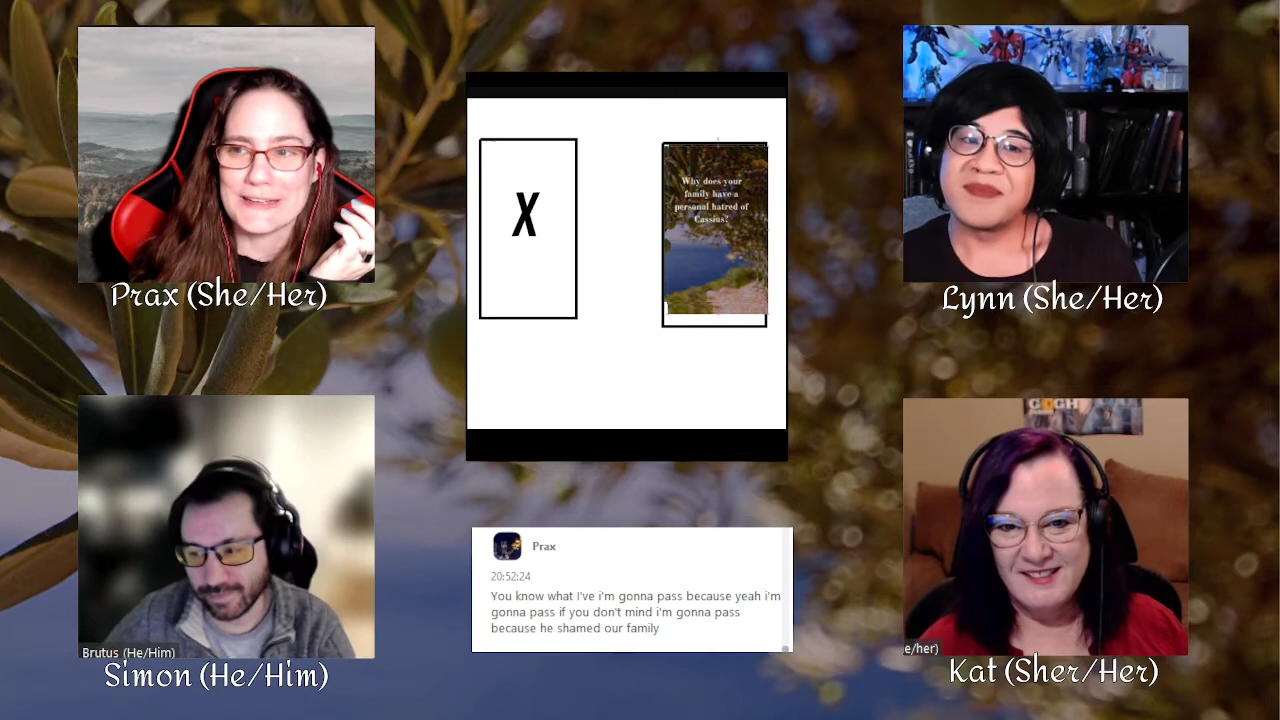 GOGH
Prax (She/Her)
Lynn (She/Her)
X
Why does your
family have a
personal hatred of
Cassius?
Prax
20:52:24
You know what I've i'm gonna pass because yeah i'm
gonna pass if you don't mind i'm gonna pass
because he shamed our family
Brutus (He/Him)
Simon (He/Him)
e/her)
Kat (Sher/Her)